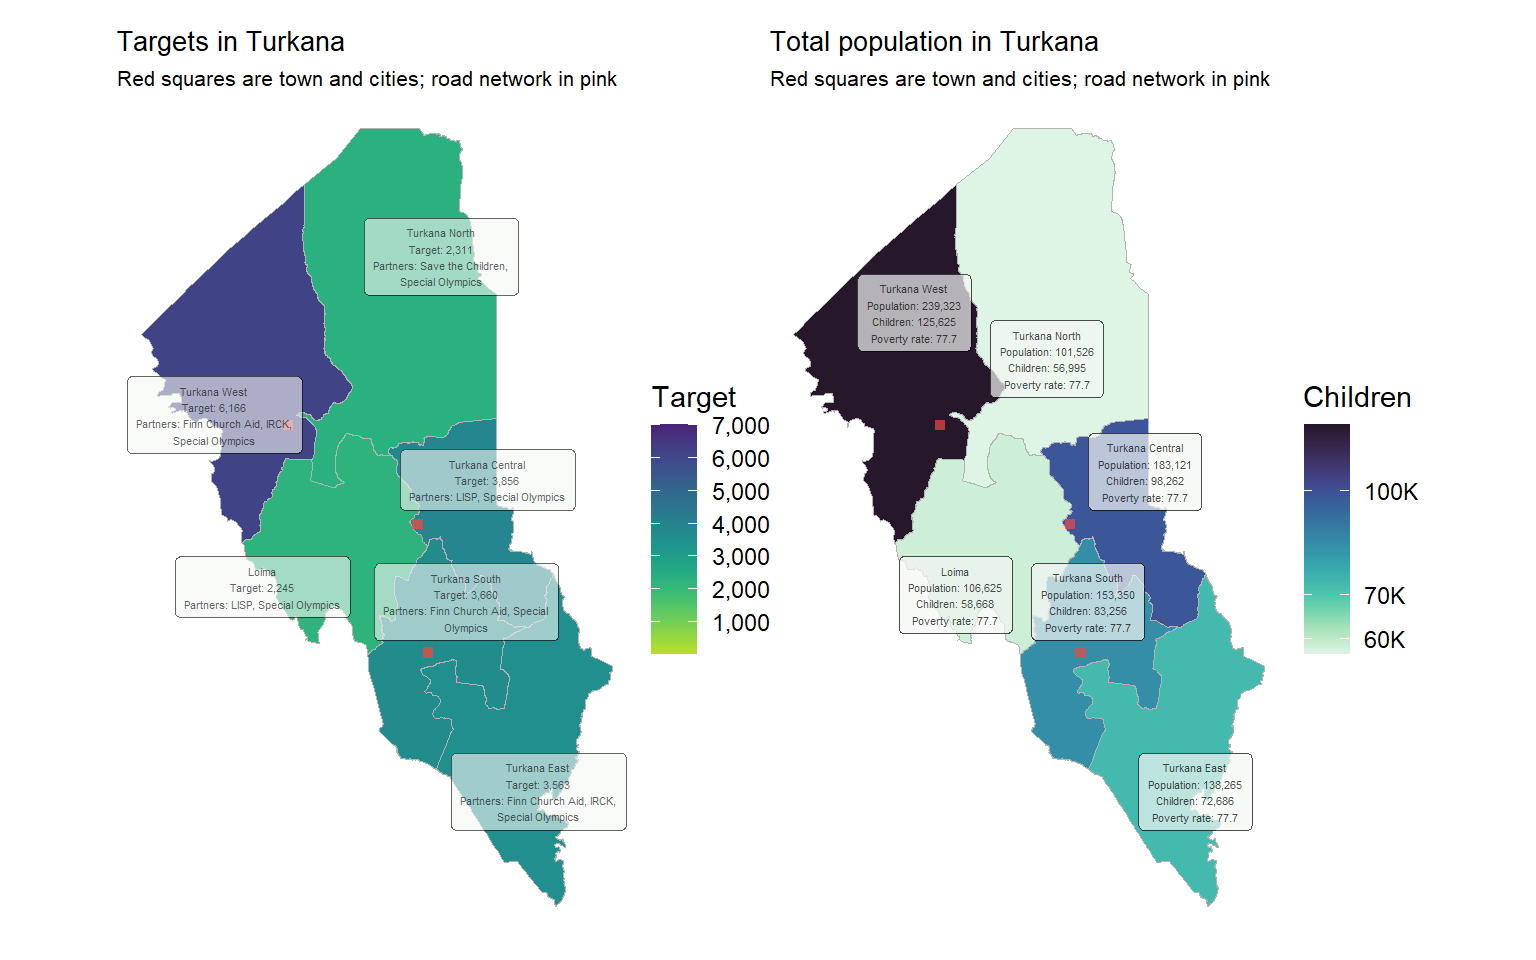 Targets in Turkana
Red squares are town and cities; road network in pink
Turkana North
Target: 2,311
Partners: Save the Children,
Special Olympics
Turkana West
Target: 6,166
Partners: Finn Church Aid, IRCK,
Special Olympics
Turkana Central
Target: 3,856
Partners: LISP, Special Olympics
Loima
Target: 2,245
Partners: LISP, Special Olympics
Turkana South
Target: 3,660
Partners: Finn Church Aid, Special
Olympics
Turkana East
Target: 3,563
Partners: Finn Church Aid, IRCK,
Special Olympics
Target
7,000
6,000
5,000
4,000
3,000
2,000
1,000
Total population in Turkana
Red squares are town and cities; road network in pink
Turkana West
Population: 239,323
Children: 125,625
Poverty rate: 77.7
Turkana North
Population: 101,526
Children: 56,995
Poverty rate: 77.7
Turkana Central
Population: 183,121
Children: 98,262
Poverty rate: 77.7
Loima
Population: 106,625
Children: 58,668
Poverty rate: 77.7
Turkana South
Population: 153,350
Children: 83,256
Poverty rate: 77.7
Turkana East
Population: 138,265
Children: 72,686
Poverty rate: 77.7
Children
100K
70K
60K